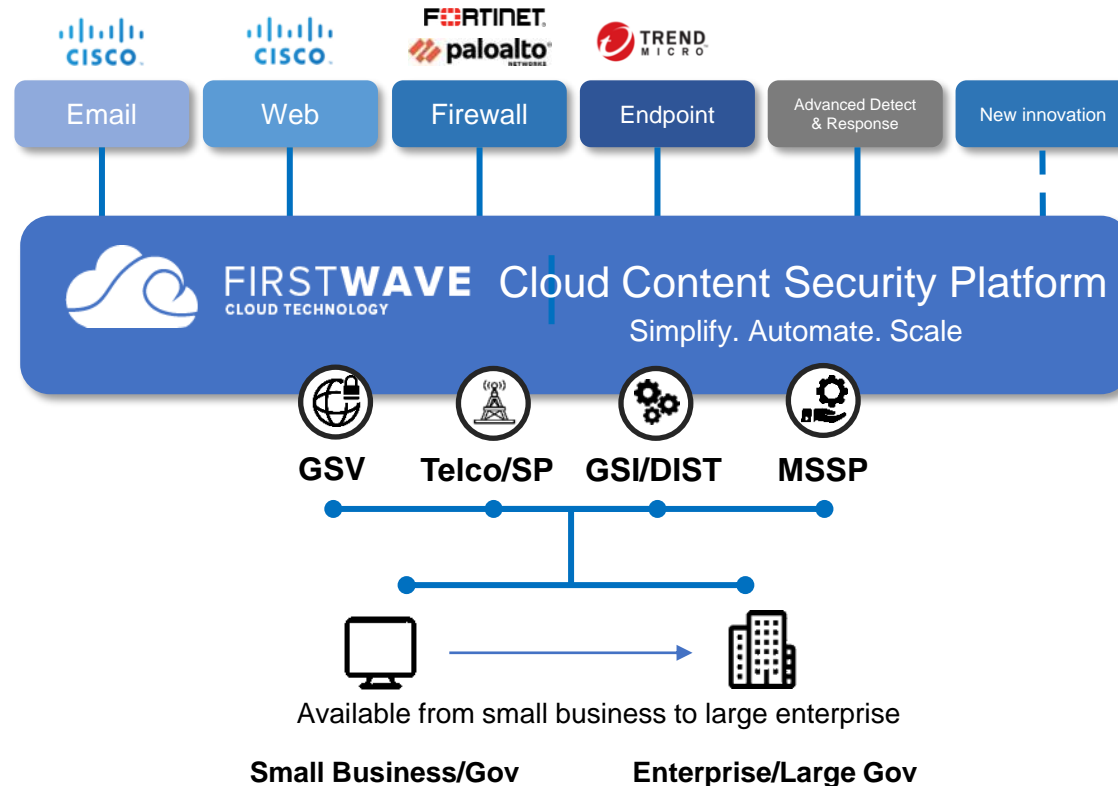 CISCO
CISCO
FORTINET
paloalto
NETWORKS
TREND
MICRO
Email
Web
Firewall
Endpoint
Advanced Detect
& Response
New innovation
FIRSTWAVE
CLOUD TECHNOLOGY
Cloud Content Security Platform
Simplify. Automate. Scale
GSV
Telco/SP
GSI/DIST
MSSP
Available from small business to large enterprise
Small Business/Gov
Enterprise/Large Gov